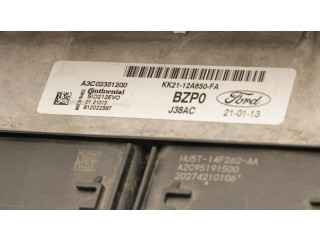 A3C02351200
Continental
SID212EVO
01 21013
912022597
KK21-12A650-FA
BZP0
J38AC
Ford
21-01-13
HU5T-14F262-AA
A2C95191500
20274210106